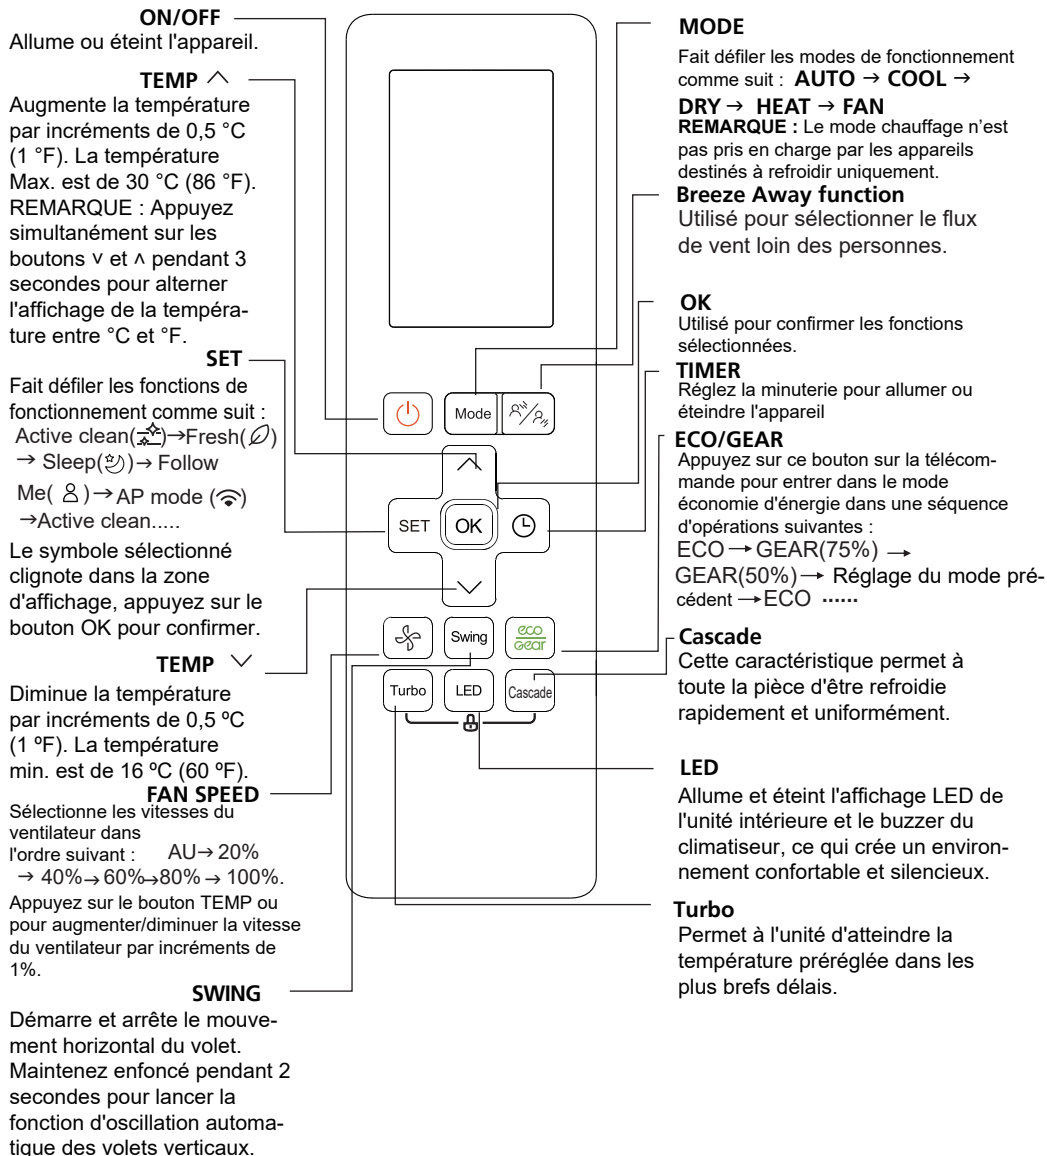 ON/OFF
Allume ou éteint l'appareil.
TEMP ∧
Augmente la température
par incréments de 0,5 °C
(1 °F). La température
Max. est de 30 °C (86 °F).
REMARQUE : Appuyez
simultanément sur les
boutons ∨ et ∧ pendant 3
secondes pour alterner
l'affichage de la tempéra-
ture entre °C et °F.
SET
Fait défiler les fonctions de
fonctionnement comme suit :
Active clean( )→Fresh( )
→ Sleep( )→ Follow
Me( )→AP mode ( )
→Active clean.....
Le symbole sélectionné
clignote dans la zone
d'affichage, appuyez sur le
bouton OK pour confirmer.
TEMP ∨
Diminue la température
par incréments de 0,5 ºC
(1 ºF). La température
min. est de 16 ºC (60 ºF).
FAN SPEED
Sélectionne les vitesses du
ventilateur dans
l'ordre suivant : AU→ 20%
→ 40%→60%→80%→ 100%.
Appuyez sur le bouton TEMP ou
pour augmenter/diminuer la vitesse
du ventilateur par incréments de
1%.
SWING
Démarre et arrête le mouve-
ment horizontal du volet.
Maintenez enfoncé pendant 2
secondes pour lancer la
fonction d'oscillation automa-
tique des volets verticaux.
Mode
SET
OK
Swing
eco
Gear
Turbo
LED
Cascade
MODE
Fait défiler les modes de fonctionnement
comme suit : AUTO → COOL →
DRY → HEAT → FAN
REMARQUE : Le mode chauffage n'est
pas pris en charge par les appareils
destinés à refroidir uniquement.
Breeze Away function
Utilisé pour sélectionner le flux
de vent loin des personnes.
OK
Utilisé pour confirmer les fonctions
sélectionnées.
TIMER
Réglez la minuterie pour allumer ou
éteindre l'appareil
ECO/GEAR
Appuyez sur ce bouton sur la télécom-
mande pour entrer dans le mode
économie d'énergie dans une séquence
d'opérations suivantes :
ECO → GEAR(75%) →
GEAR(50%)→ Réglage du mode pré-
cédent →ECO ......
Cascade
Cette caractéristique permet à
toute la pièce d'être refroidie
rapidement et uniformément.
LED
Allume et éteint l'affichage LED de
l'unité intérieure et le buzzer du
climatiseur, ce qui crée un environ-
nement confortable et silencieux.
Turbo
Permet à l'unité d'atteindre la
température préréglée dans les
plus brefs délais.